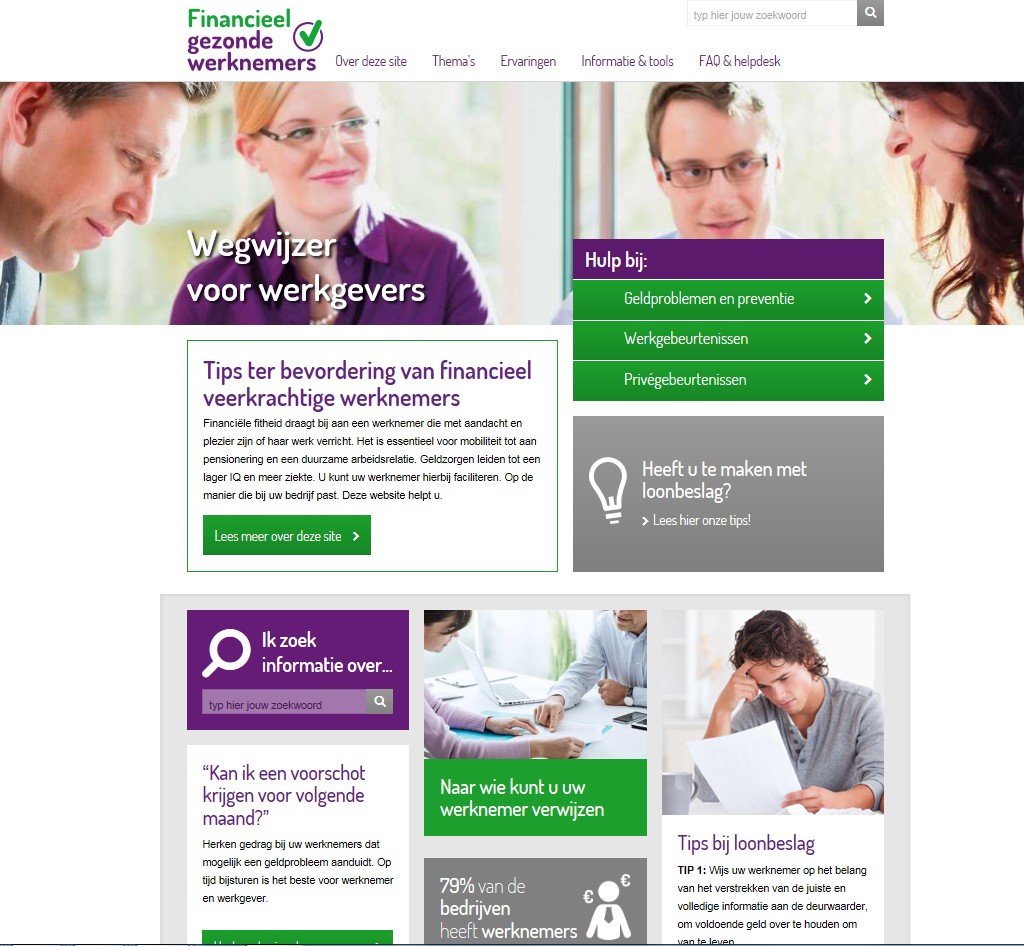 Financieel
gezonde
werknemers
typ hier jouw zoekwoord
Over deze site
Thema's
Ervaringen
Informatie & tools
FAQ & helpdesk
Wegwijzer
voor werkgevers
Hulp bij:
Geldproblemen en preventie
Werkgebeurtenissen
Privégebeurtenissen
Tips ter bevordering van financieel
veerkrachtige werknemers
Financiële fitheid draagt bij aan een werknemer die met aandacht en
plezier zijn of haar werk verricht. Het is essentieel voor mobiliteit tot aan
pensionering en een duurzame arbeidsrelatie. Geldzorgen leiden tot een
lager IQ en meer ziekte. U kunt uw werknemer hierbij faciliteren. Op de
manier die bij uw bedrijf past. Deze website helpt u.
Lees meer over deze site
Heeft u te maken met
loonbeslag?
Lees hier onze tips!
Ik zoek
informatie over...
typ hier jouw zoekwoord
“Kan ik een voorschot
krijgen voor volgende
maand?”
Herken gedrag bij uw werknemers dat
mogelijk een geldprobleem aanduidt. Op
tijd bijsturen is het beste voor werknemer
en werkgever.
Naar wie kunt u uw
werknemer verwijzen
79% van de
bedrijven
heeft werknemers
€ €
Tips bij loonbeslag
TIP 1: Wijs uw werknemer op het belang
van het verstrekken van de juiste en
volledige informatie aan de deurwaarder,
om voldoende geld over te houden om
van te leven